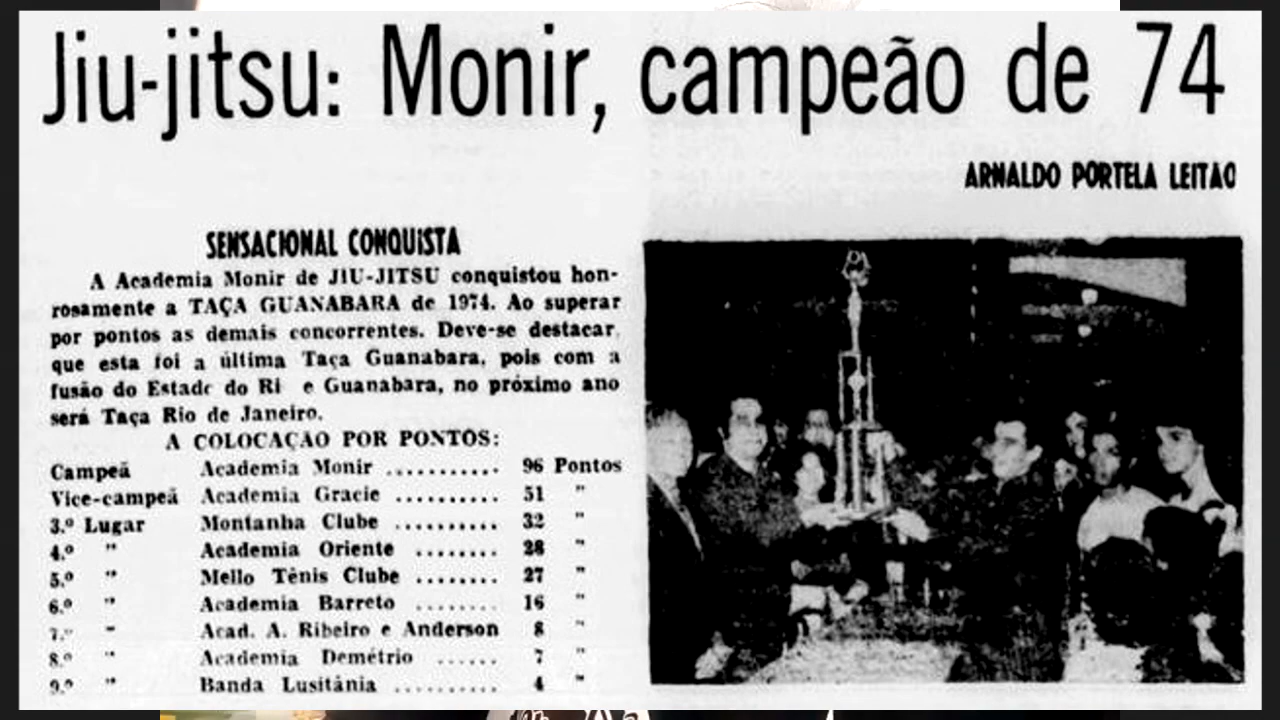 Jiu-jitsu: Monir, campeão de 74
ARNALDO PORTELA LEITAO
SENSACIONAL CONQUISTA
A Academia Monir de JIU-JITSU conquistou hon-
rosamente a TAÇA GUANABARA de 1974. Ao superar
por pontos as demais concorrentes. Deve-se destacar,
que esta foi a última Taça Guanabara, pois com a
fusão do Estado do Ri e Guanabara, no próximo ano
será Taça Rio de Janeiro.
A COLOCAÇAO POR PONTOS:
Campeã Academia Monir .......... 96 Pontos
Vice-campeã Academia Gracie .......... 51 "
3.º Lugar Montanha Clube .......... 32 "
4.º " Academia Oriente ........ 28 "
5.º " Mello Tênis Clube ........ 27 "
6.º " Academia Barreto ........ 16 "
7.º " Acad. A. Ribeiro e Anderson 8 "
8.º " Academia Demétrio ...... 7 "
9.º " Banda Lusitânia .......... 4 "